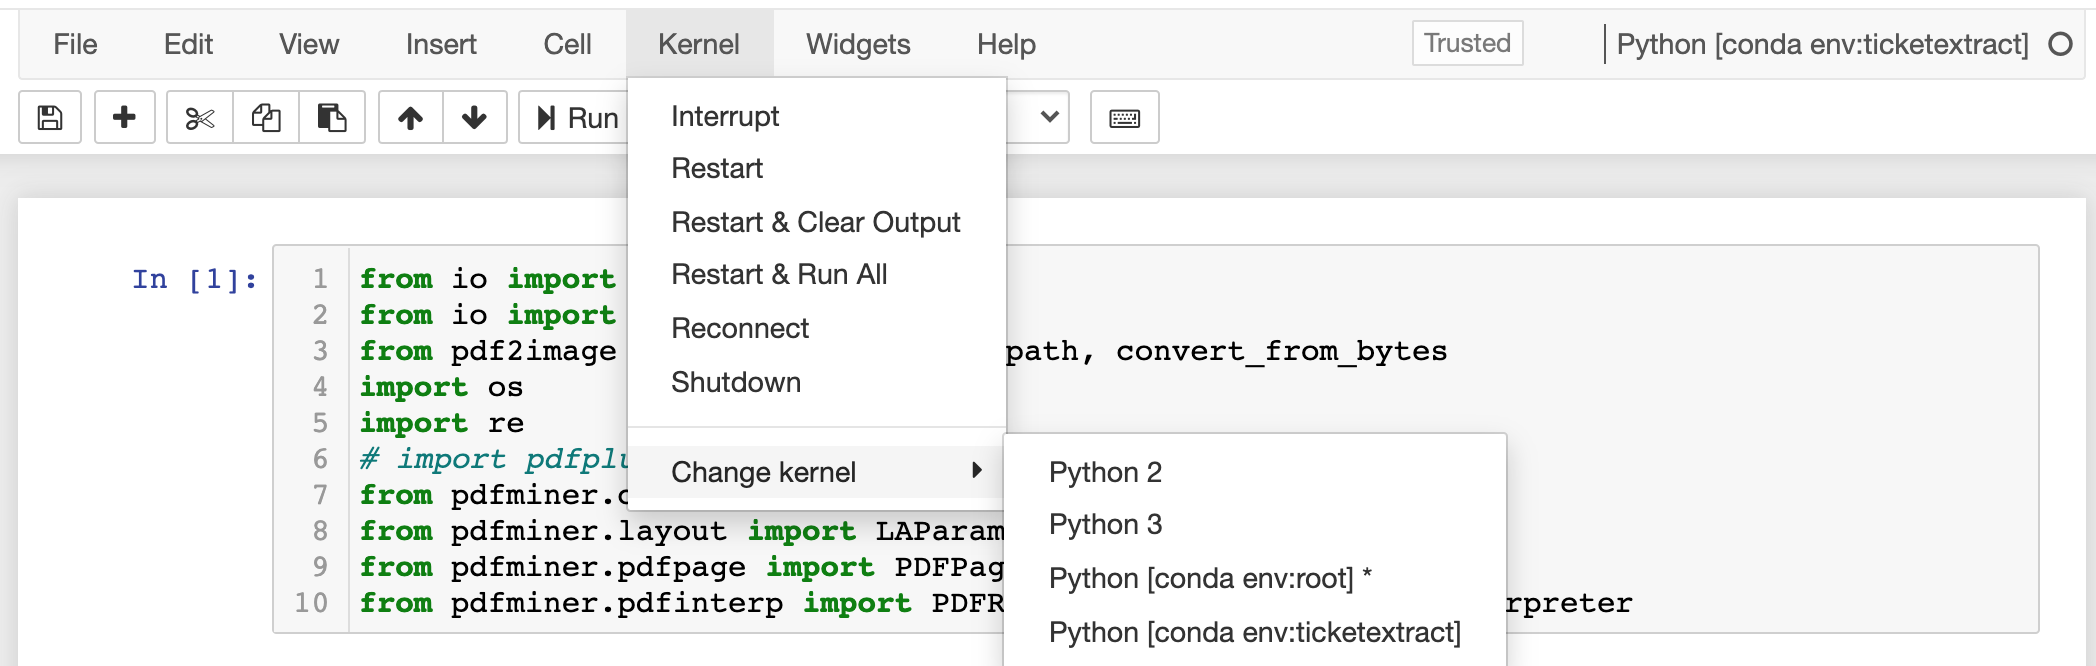 File Edit View Insert Cell Kernel Widgets Help Trusted Python [conda env:ticketextract]
Run
Interrupt
Restart
Restart & Clear Output
Restart & Run All
Reconnect
Shutdown
Change kernel
Python 2
Python 3
Python [conda env:root] *
Python [conda env:ticketextract]
In [1]:
1 from io import
2 from io import
3 from pdf2image path, convert_from_bytes
4 import os
5 import re
6 # import pdfplu
7 from pdfminer.c
8 from pdfminer.layout import LAParam
9 from pdfminer.pdfpage import PDFPag
10 from pdfminer.pdfinterp import PDFR rpreter